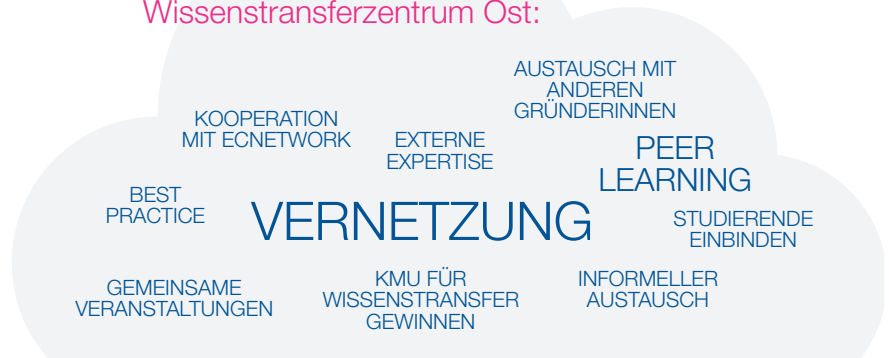 Wissenstransferzentrum Ost:
AUSTAUSCH MIT
ANDEREN
GRÜNDERINNEN
KOOPERATION
MIT ECNETWORK
EXTERNE
EXPERTISE
PEER
LEARNING
BEST
PRACTICE
VERNETZUNG
STUDIERENDE
EINBINDEN
GEMEINSAME
VERANSTALTUNGEN
KMU FÜR
WISSENSTRANSFER
GEWINNEN
INFORMELLER
AUSTAUSCH